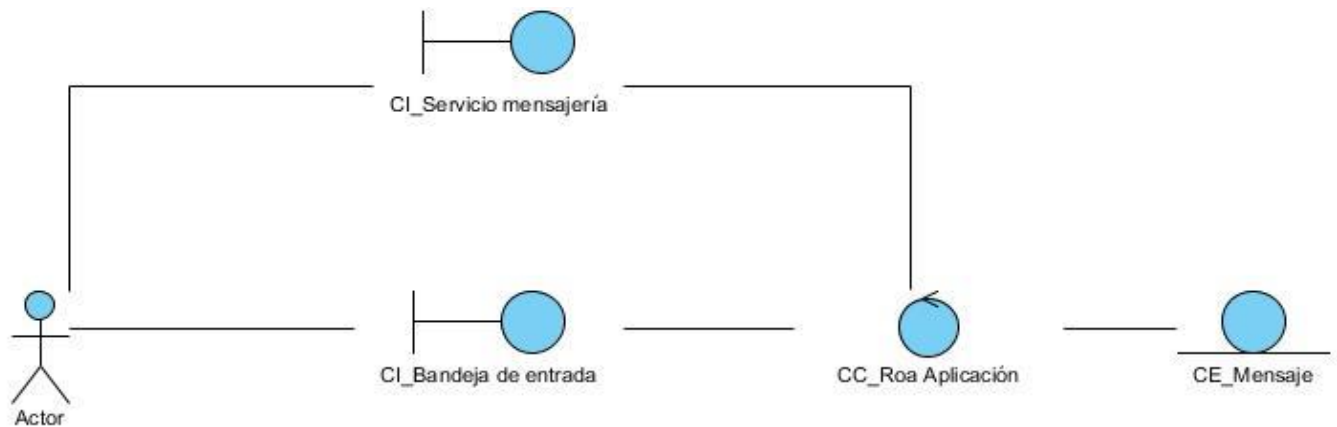 CI_Servicio mensajería
CI_Bandeja de entrada
CC_Roa Aplicación
CE_Mensaje
Actor